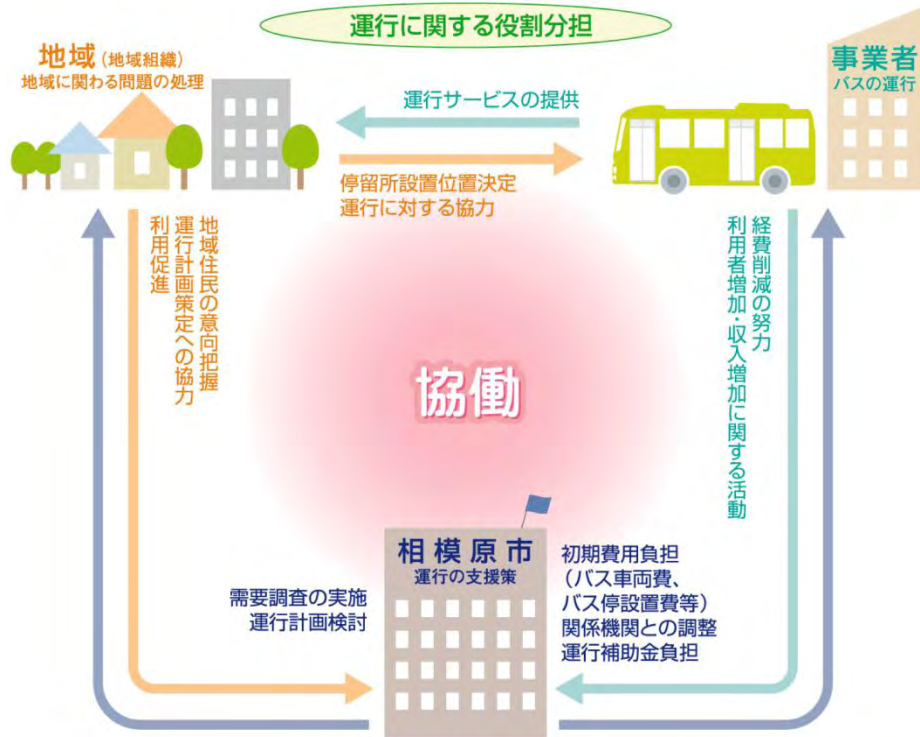 運行に関する役割分担
地域（地域組織）
地域に関わる問題の処理
事業者
バスの運行
運行サービスの提供
停留所設置位置決定
運行に対する協力
地域住民の意向把握
運行計画策定への協力
利用促進
経費削減の努力
利用者増加・収入増加に関する活動
協働
相模原市
運行の支援策
需要調査の実施
運行計画検討
初期費用負担
（バス車両費、
バス停設置費等）
関係機関との調整
運行補助金負担